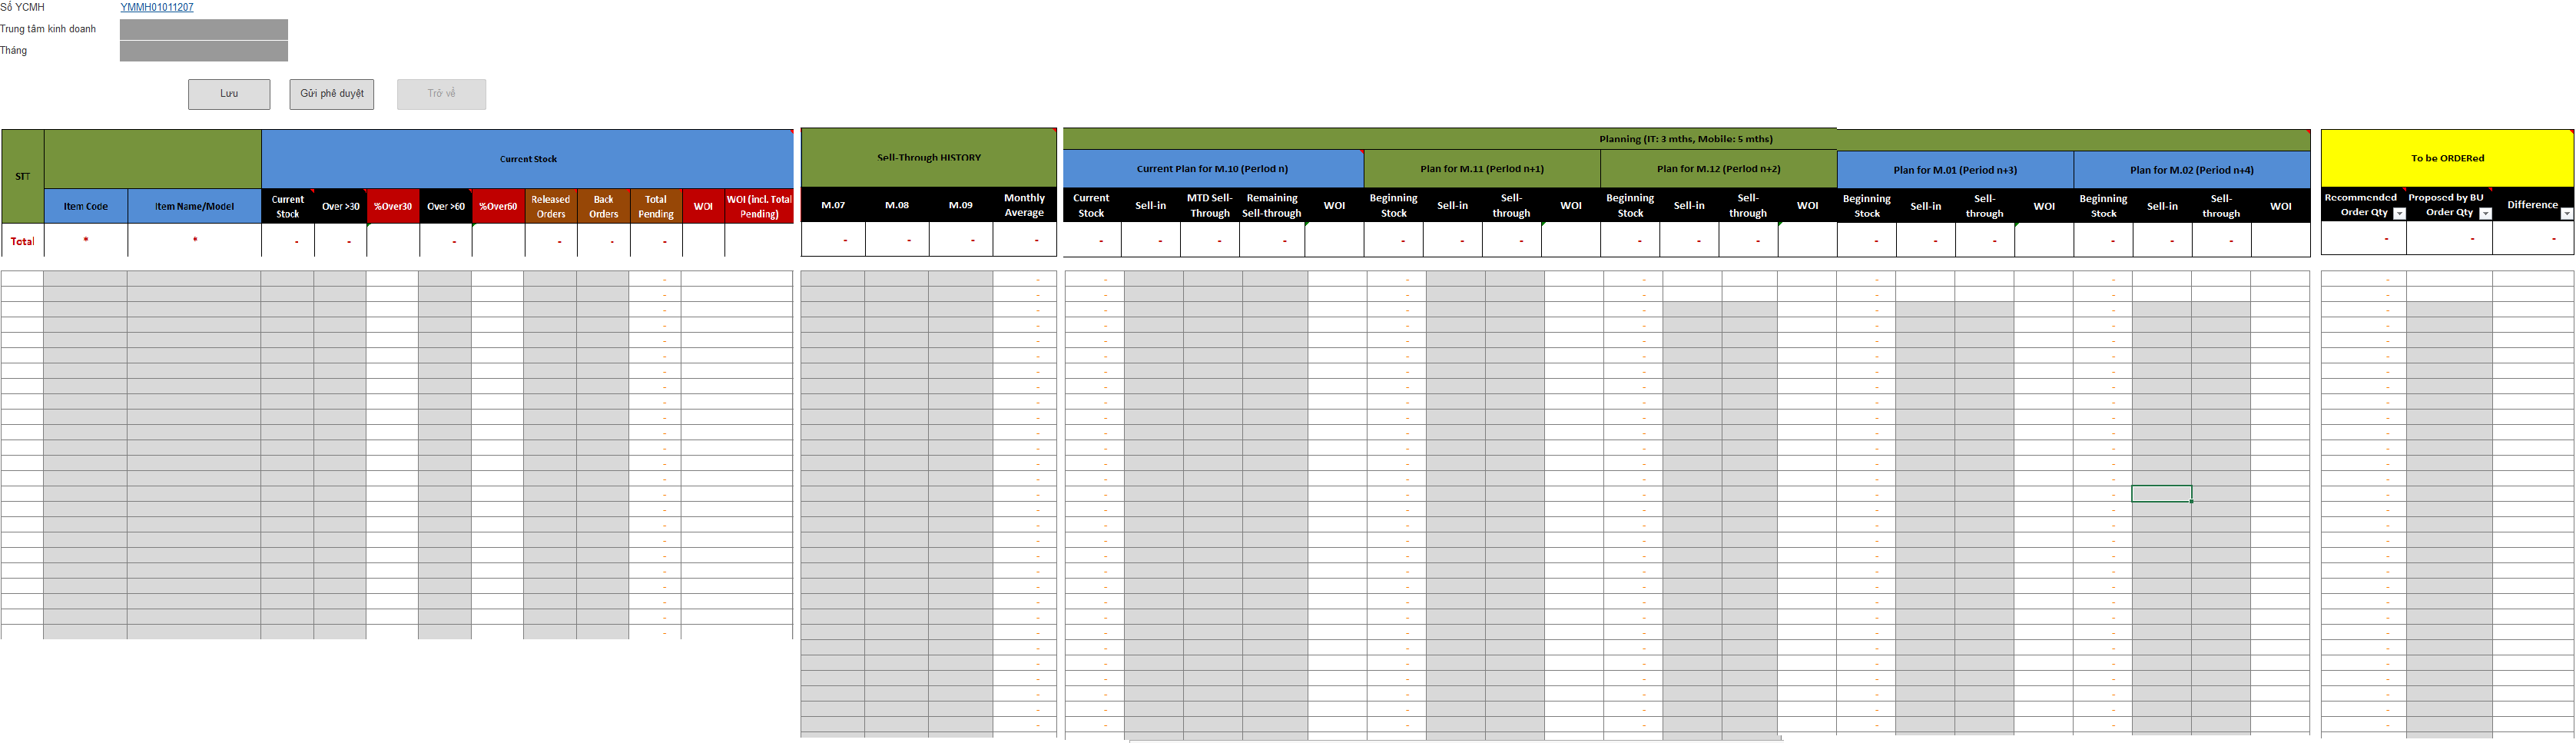 Số YCMH YMMH01011207
Trung tâm kinh doanh
Tháng
Lưu Gửi phê duyệt Trở về
Planning (IT: 3 mths, Mobile: 5 mths)
STT Current Stock Sell-Through HISTORY Current Plan for M.10 (Period n) Plan for M.11 (Period n+1) Plan for M.12 (Period n+2) Plan for M.01 (Period n+3) Plan for M.02 (Period n+4) To be ORDERed
Item Code Item Name/Model Current Stock Over >30 %Over30 Over >60 %Over60 Released Orders Back Orders Total Pending WOI WOI (incl. Total Pending) M.07 M.08 M.09 Monthly Average Current Stock Sell-in MTD Sell-Through Remaining Sell-through WOI Beginning Stock Sell-in Sell-through WOI Beginning Stock Sell-in Sell-through WOI Beginning Stock Sell-in Sell-through WOI Beginning Stock Sell-in Sell-through WOI Recommended Order Qty Proposed by BU Order Qty Difference
Total * * - - - - - - - - - - - - - - - - - - - - - - - - - - - - - -